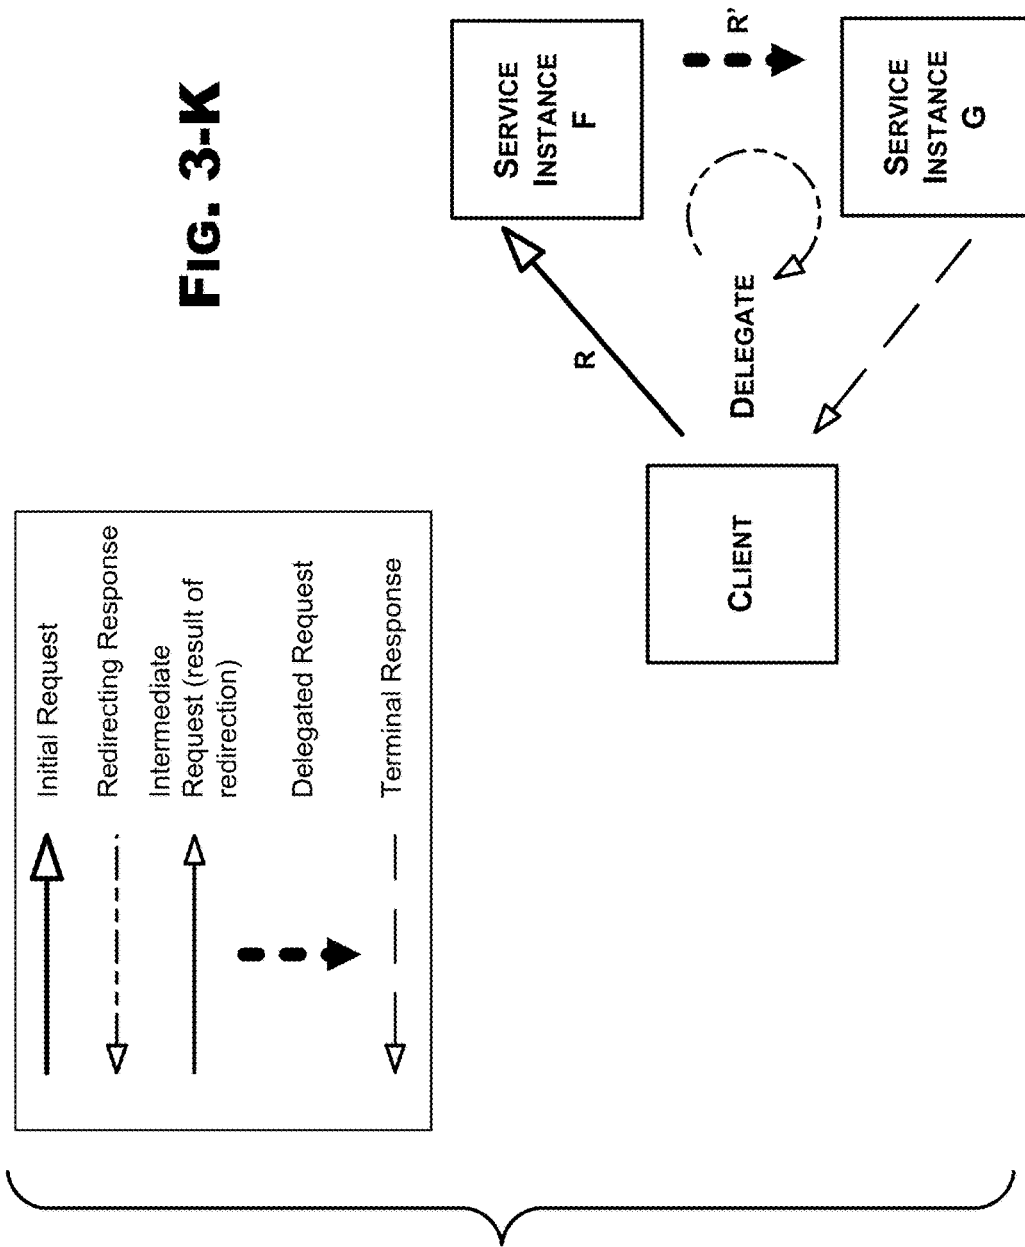 FIG. 3-K
Initial Request
Redirecting Response
Intermediate
Request (result of
redirection)
Delegated Request
Terminal Response
SERVICE
INSTANCE
F
R
R'
DELEGATE
CLIENT
SERVICE
INSTANCE
G